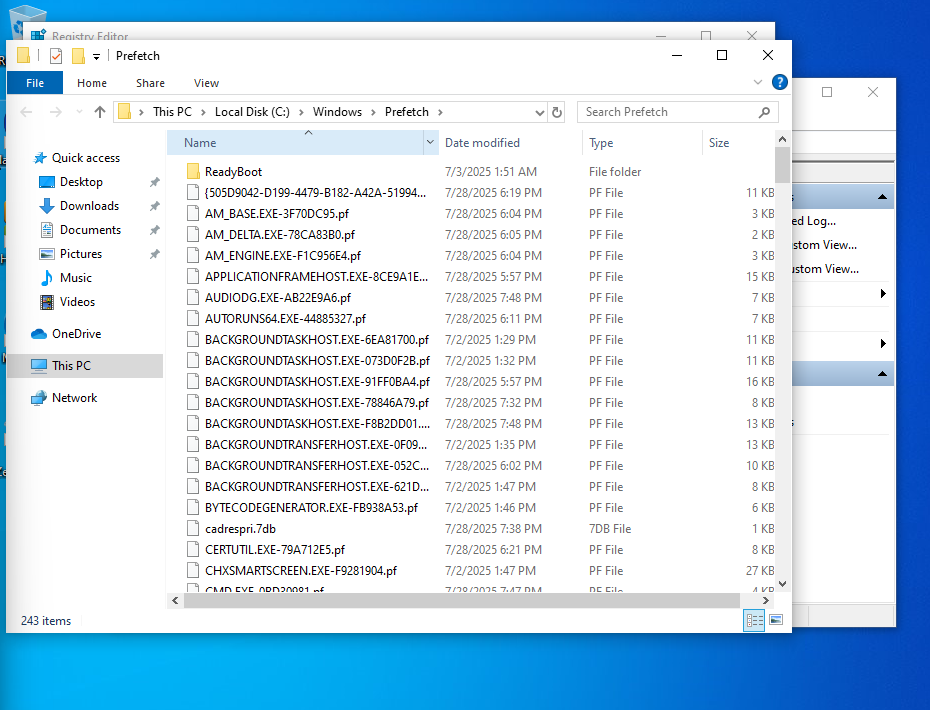 Registry Editor
Prefetch
File Home Share View
This PC Local Disk (C:) Windows Prefetch
Search Prefetch
Name Date modified Type Size
Quick access
Desktop
Downloads
Documents
Pictures
Music
Videos
OneDrive
This PC
Network
ReadyBoot 7/3/2025 1:51 AM File folder
{505D9042-D199-4479-B182-A42A-51994... 7/28/2025 6:19 PM PF File 11 KB
AM_BASE.EXE-3F70DC95.pf 7/28/2025 6:04 PM PF File 3 KB
AM_DELTA.EXE-78CA83B0.pf 7/28/2025 6:05 PM PF File 2 KB
AM_ENGINE.EXE-F1C956E4.pf 7/28/2025 6:04 PM PF File 3 KB
APPLICATIONFRAMEHOST.EXE-8CE9A1E... 7/28/2025 5:57 PM PF File 15 KB
AUDIODG.EXE-AB22E9A6.pf 7/28/2025 7:48 PM PF File 7 KB
AUTORUNS64.EXE-44885327.pf 7/28/2025 6:11 PM PF File 7 KB
BACKGROUNDTASKHOST.EXE-6EA81700.pf 7/2/2025 1:29 PM PF File 11 KB
BACKGROUNDTASKHOST.EXE-073D0F2B.pf 7/2/2025 1:32 PM PF File 11 KB
BACKGROUNDTASKHOST.EXE-91FF0BA4.pf 7/28/2025 5:57 PM PF File 16 KB
BACKGROUNDTASKHOST.EXE-78846A79.pf 7/28/2025 7:32 PM PF File 8 KB
BACKGROUNDTASKHOST.EXE-F8B2DD01.... 7/28/2025 7:48 PM PF File 13 KB
BACKGROUNDTRANSFERHOST.EXE-0F09... 7/2/2025 1:35 PM PF File 13 KB
BACKGROUNDTRANSFERHOST.EXE-052C... 7/28/2025 6:02 PM PF File 10 KB
BACKGROUNDTRANSFERHOST.EXE-621D... 7/2/2025 1:47 PM PF File 8 KB
BYTECODEGENERATOR.EXE-FB938A53.pf 7/2/2025 1:46 PM PF File 6 KB
cadrespri.7db 7/28/2025 7:38 PM 7DB File 1 KB
CERTUTIL.EXE-79A712E5.pf 7/28/2025 6:21 PM PF File 8 KB
CHXSMARTSCREEN.EXE-F9281904.pf 7/2/2025 1:47 PM PF File 27 KB
CMD.EXE-0BD30981.pf 7/28/2025 7:47 PM PF File 4 KB
243 items
ed Log...
stom View...
ustom View...